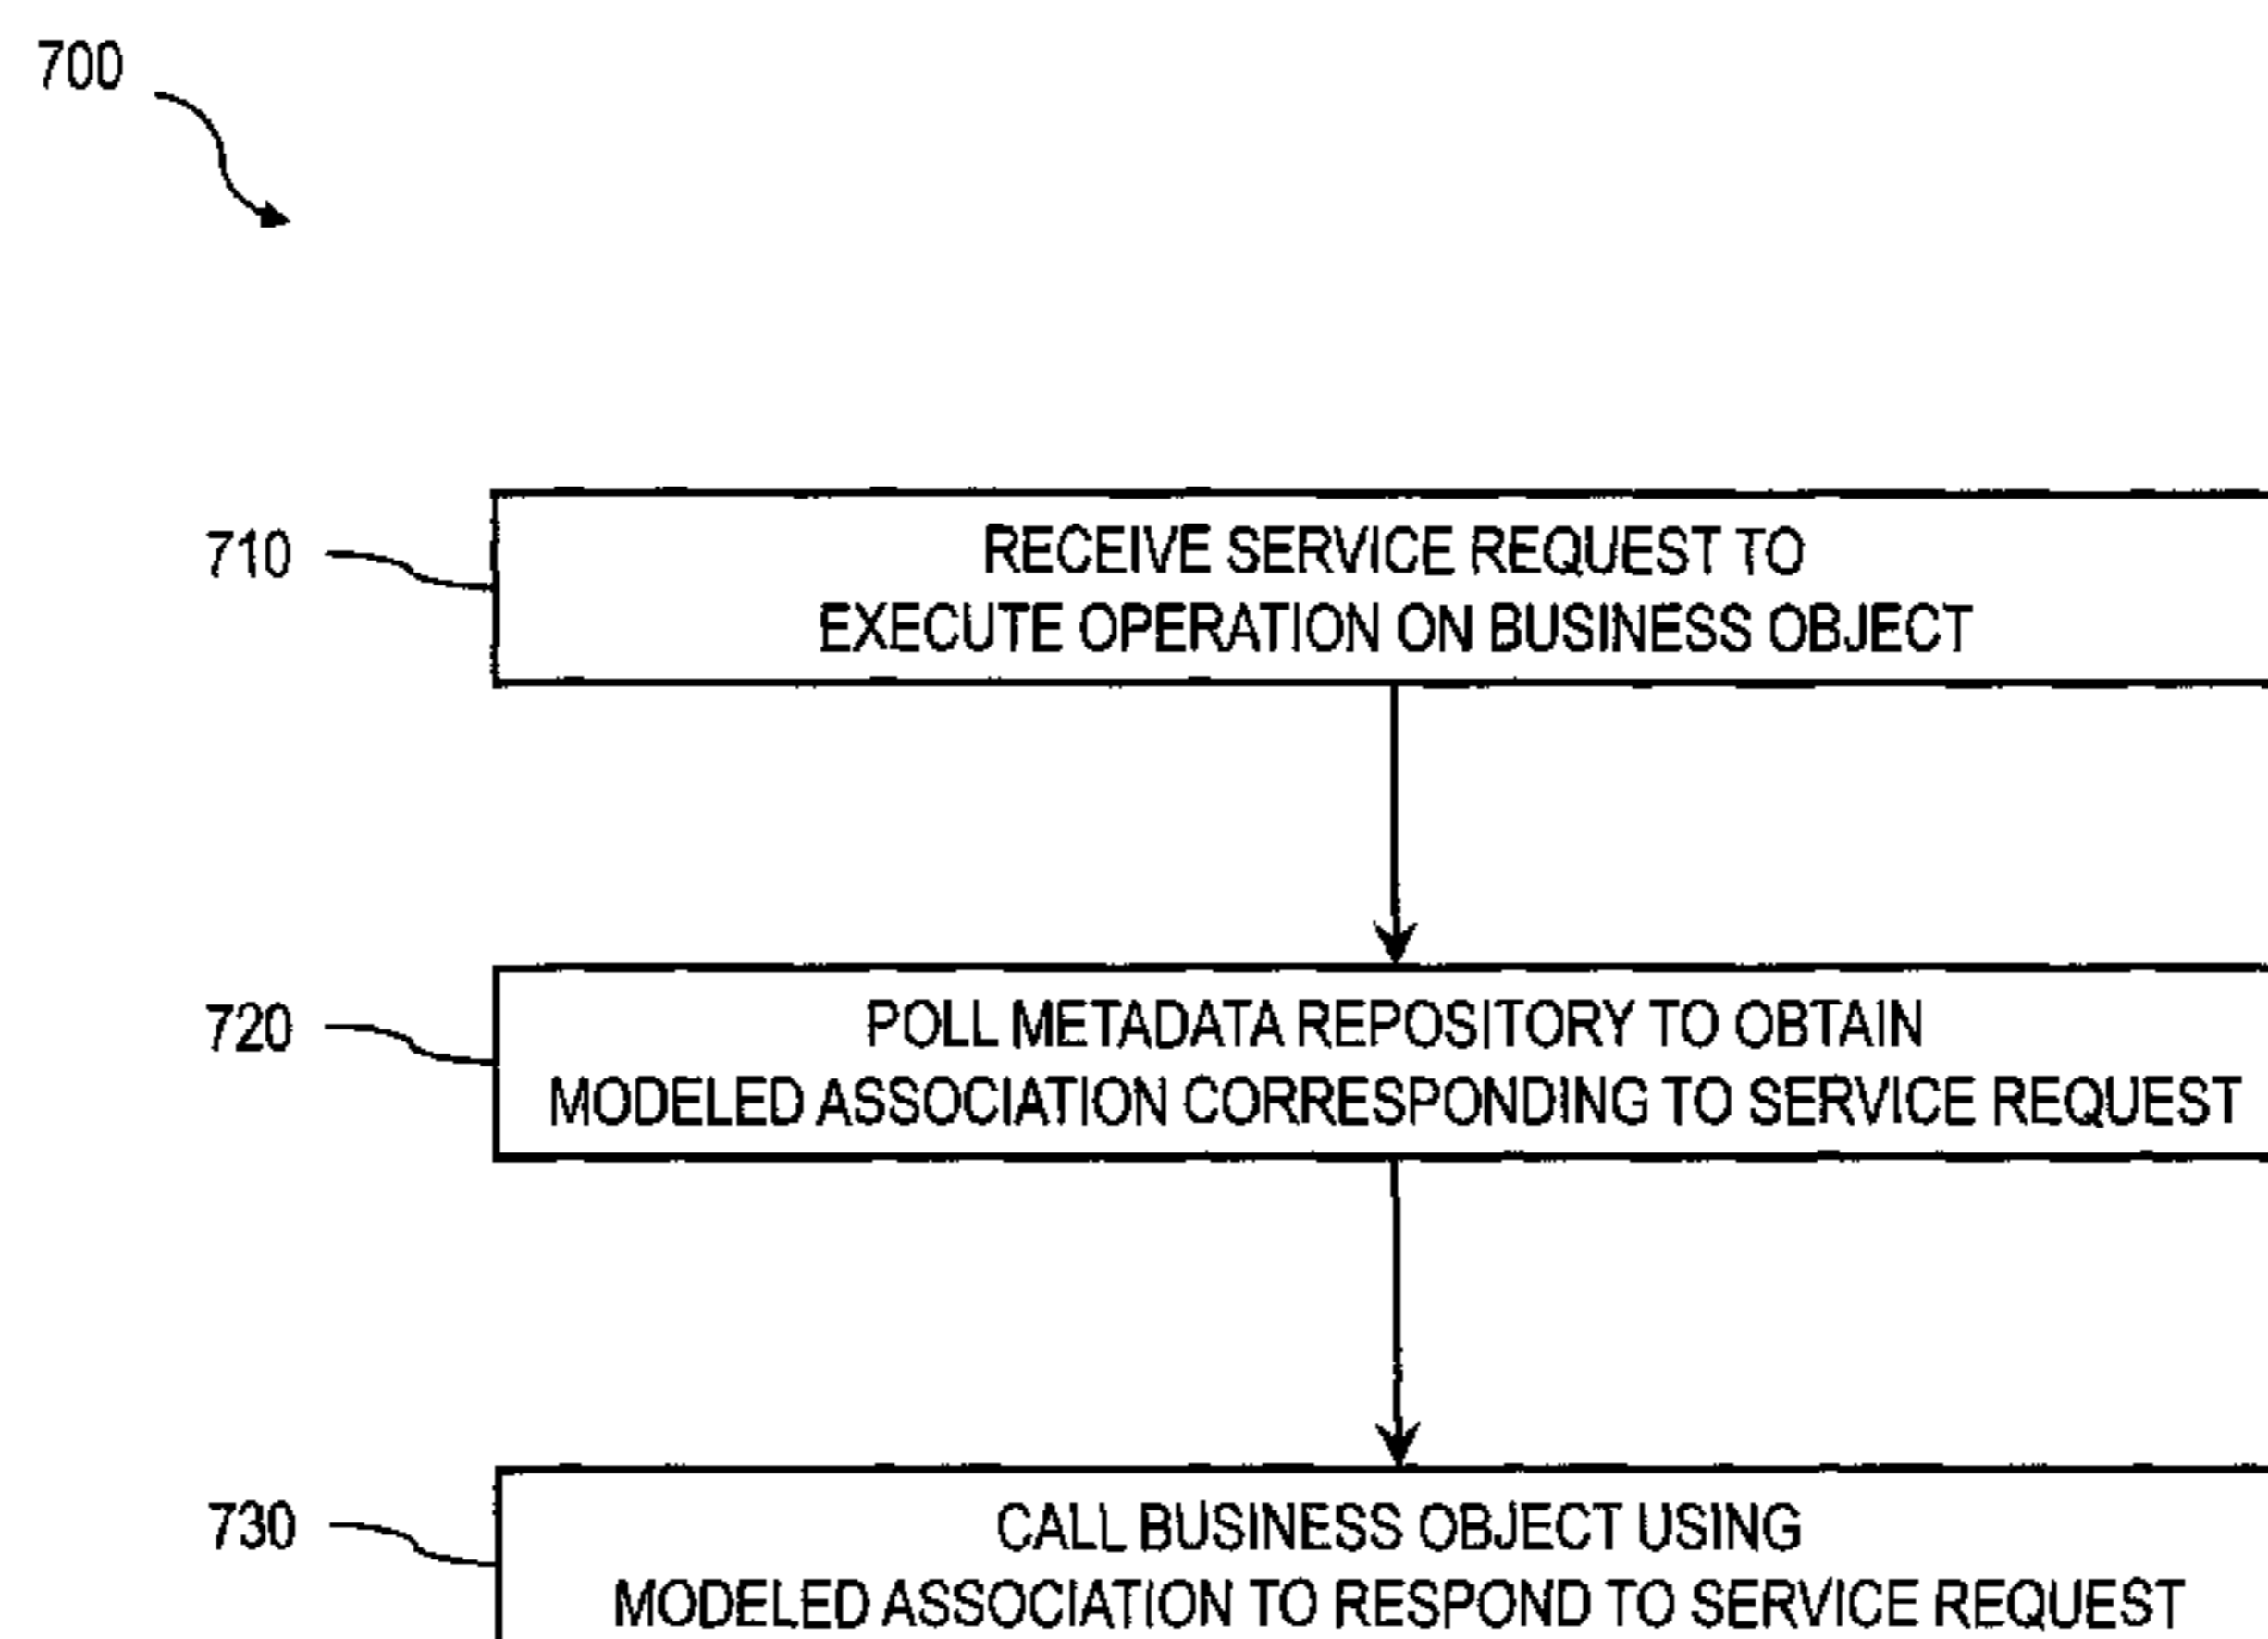 700
710
RECEIVE SERVICE REQUEST TO
EXECUTE OPERATION ON BUSINESS OBJECT
720
POLL METADATA REPOSITORY TO OBTAIN
MODELED ASSOCIATION CORRESPONDING TO SERVICE REQUEST
730
CALL BUSINESS OBJECT USING
MODELED ASSOCIATION TO RESPOND TO SERVICE REQUEST